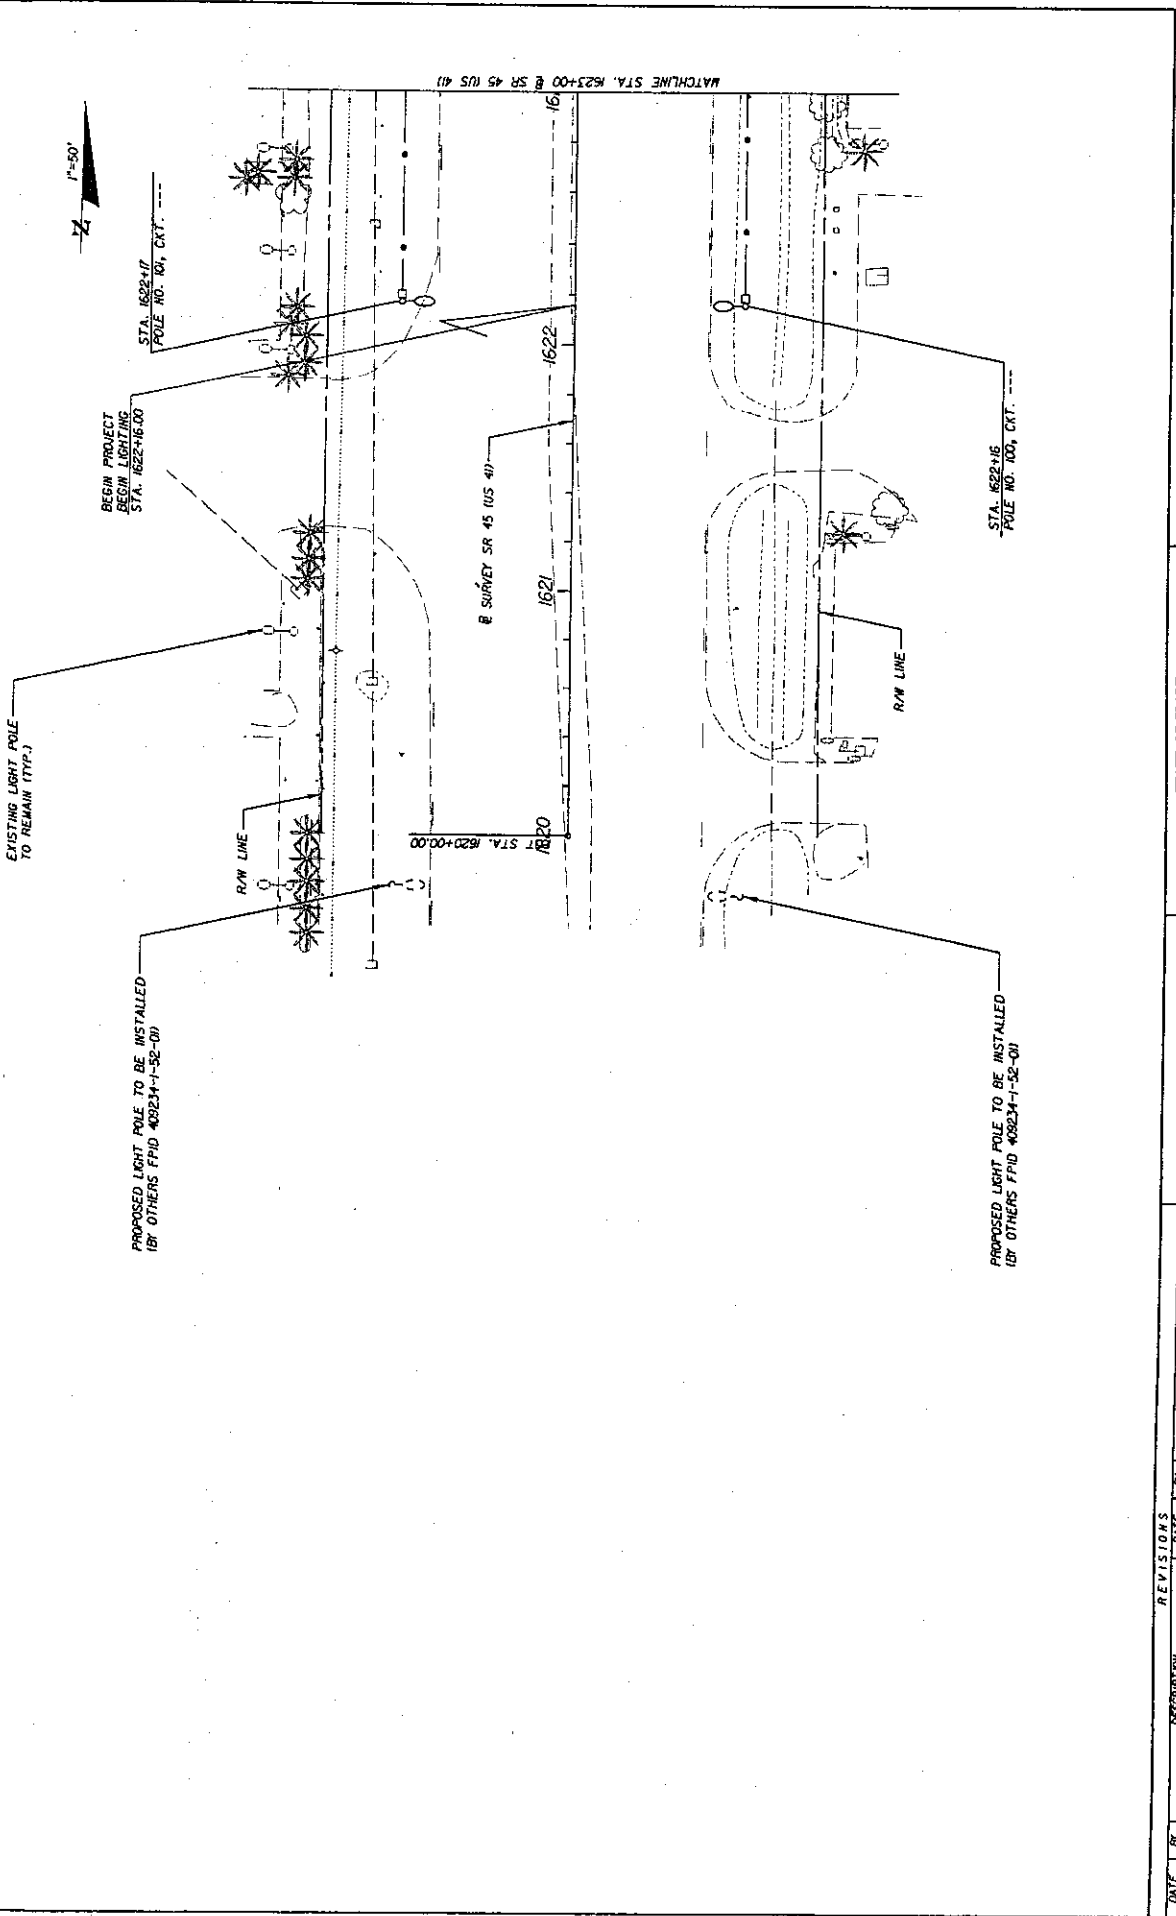 1"=50'
N
MATCHLINE STA. 1623+00 ℄ SR 45 (US 41)
STA. 1622+17
POLE NO. 101, CKT. ---
BEGIN PROJECT
BEGIN LIGHTING
STA. 1622+16.00
EXISTING LIGHT POLE
TO REMAIN (TYP.)
℄ SURVEY SR 45 (US 41)
16
1622
1621
1620
STA. 1620+00.00
R/W LINE
R/W LINE
STA. 1622+16
POLE NO. 100, CKT. ---
PROPOSED LIGHT POLE TO BE INSTALLED
(BY OTHERS FPID 409234-1-52-01)
PROPOSED LIGHT POLE TO BE INSTALLED
(BY OTHERS FPID 409234-1-52-01)
REVISIONS
DATE
BY
DESCRIPTION